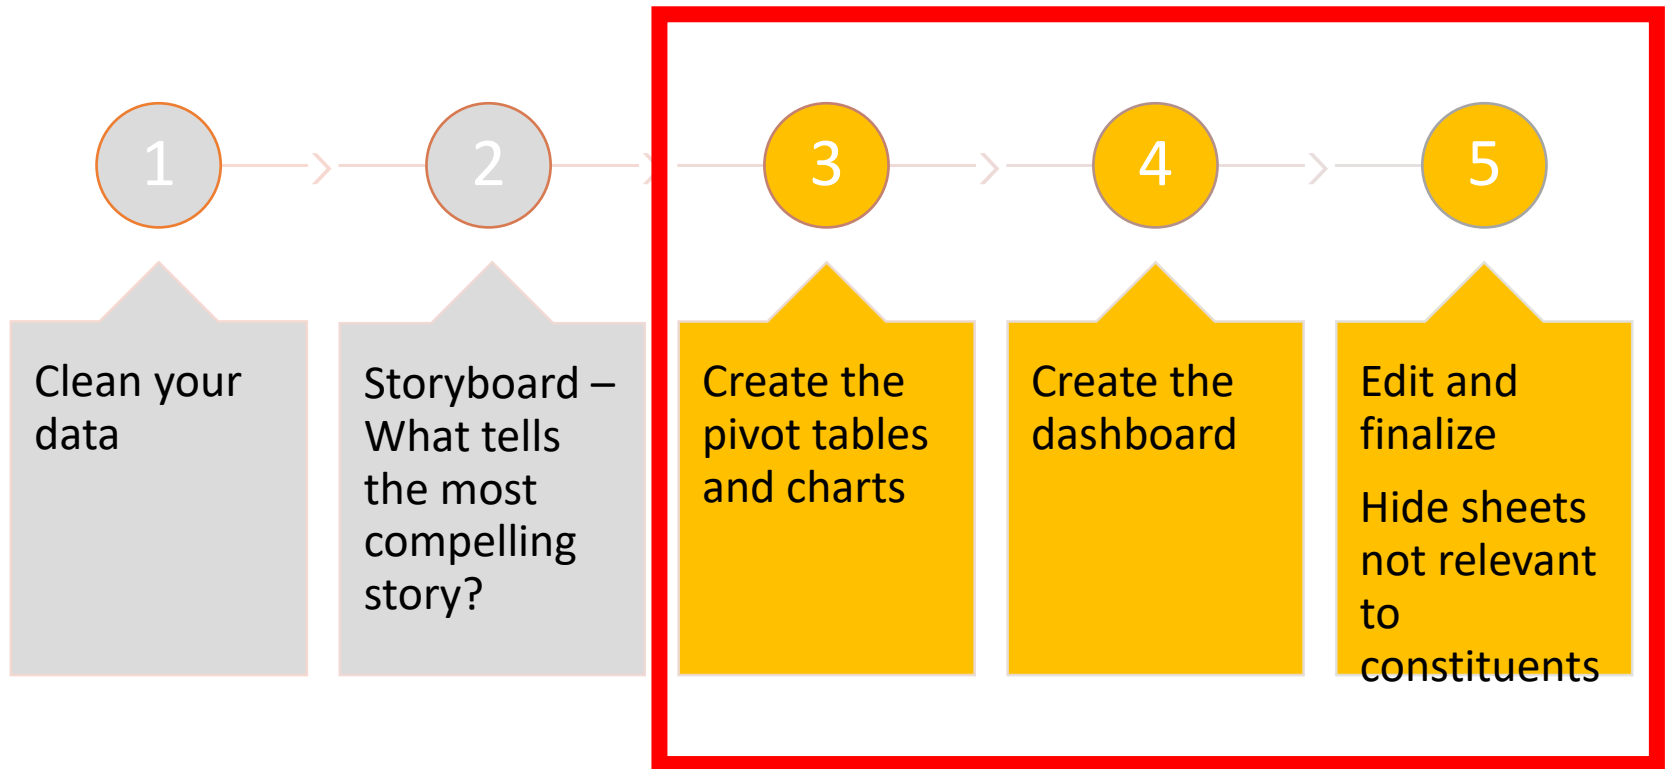 1
2
3
4
5
Clean your
data
Storyboard –
What tells
the most
compelling
story?
Create the
pivot tables
and charts
Create the
dashboard
Edit and
finalize
Hide sheets
not relevant
to
constituents